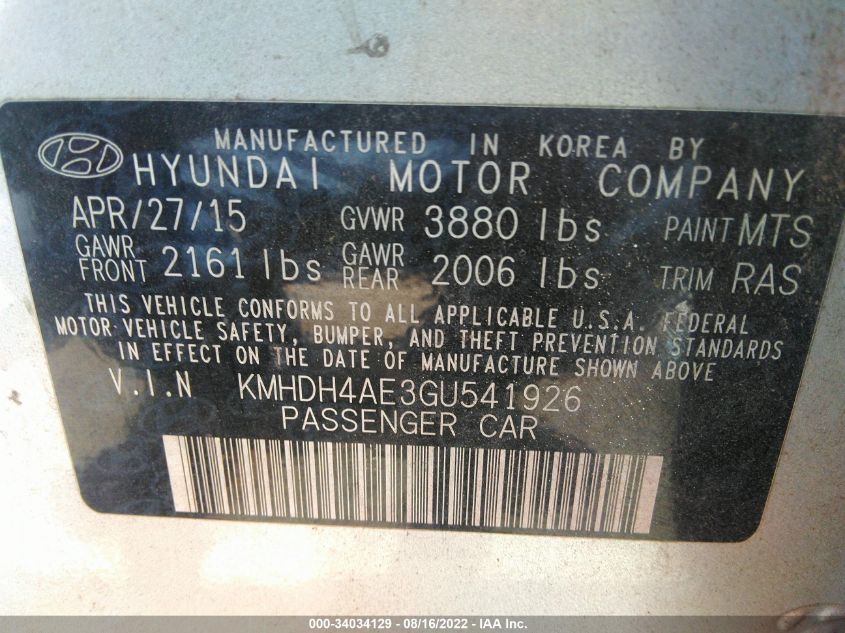 MANUFACTURED IN KOREA BY
HYUNDAI MOTOR COMPANY
APR/27/15 GVWR 3880 lbs PAINT MTS
GAWR FRONT 2161 lbs GAWR REAR 2006 lbs TRIM RAS
THIS VEHICLE CONFORMS TO ALL APPLICABLE U.S.A. FEDERAL
MOTOR VEHICLE SAFETY, BUMPER, AND THEFT PREVENTION STANDARDS
IN EFFECT ON THE DATE OF MANUFACTURE SHOWN ABOVE
V.I.N KMHDH4AE3GU541926
PASSENGER CAR
000-34034129 - 08/16/2022 - IAA Inc.